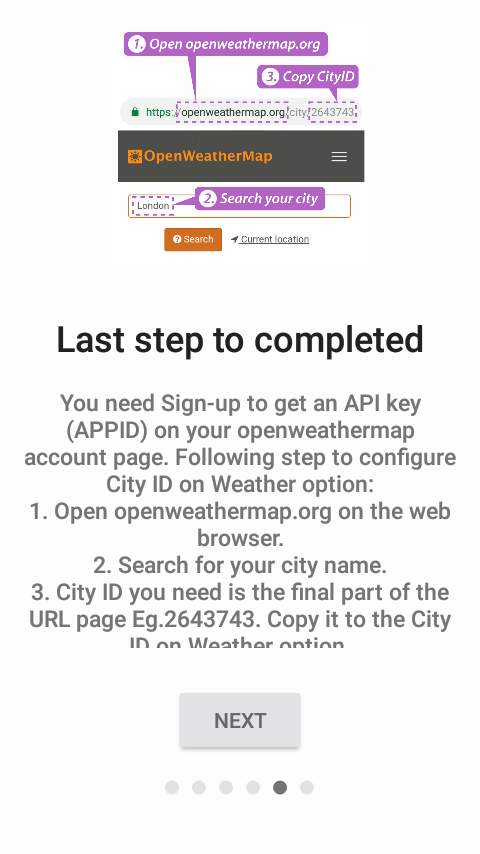 1. Open openweathermap.org
3. Copy CityID
https://openweathermap.org/city/2643743
OpenWeatherMap
London
2. Search your city
Search Current location
Last step to completed
You need Sign-up to get an API key
(APPID) on your openweathermap
account page. Following step to configure
City ID on Weather option:
1. Open openweathermap.org on the web
browser.
2. Search for your city name.
3. City ID you need is the final part of the
URL page Eg.2643743. Copy it to the City
ID on Weather option
NEXT